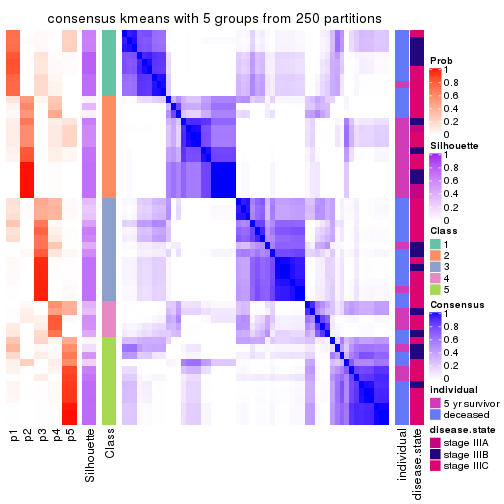 consensus kmeans with 5 groups from 250 partitions
Prob
1
0.8
0.6
0.4
0.2
0
Silhouette
1
0.8
0.6
0.4
0.2
0
Class
1
2
3
4
5
Consensus
1
0.8
0.6
0.4
0.2
0
individual
5 yr survivor
deceased
disease.state
stage IIIA
stage IIIB
stage IIIC
p1
p2
p3
p4
p5
Silhouette
Class
individual
disease.state